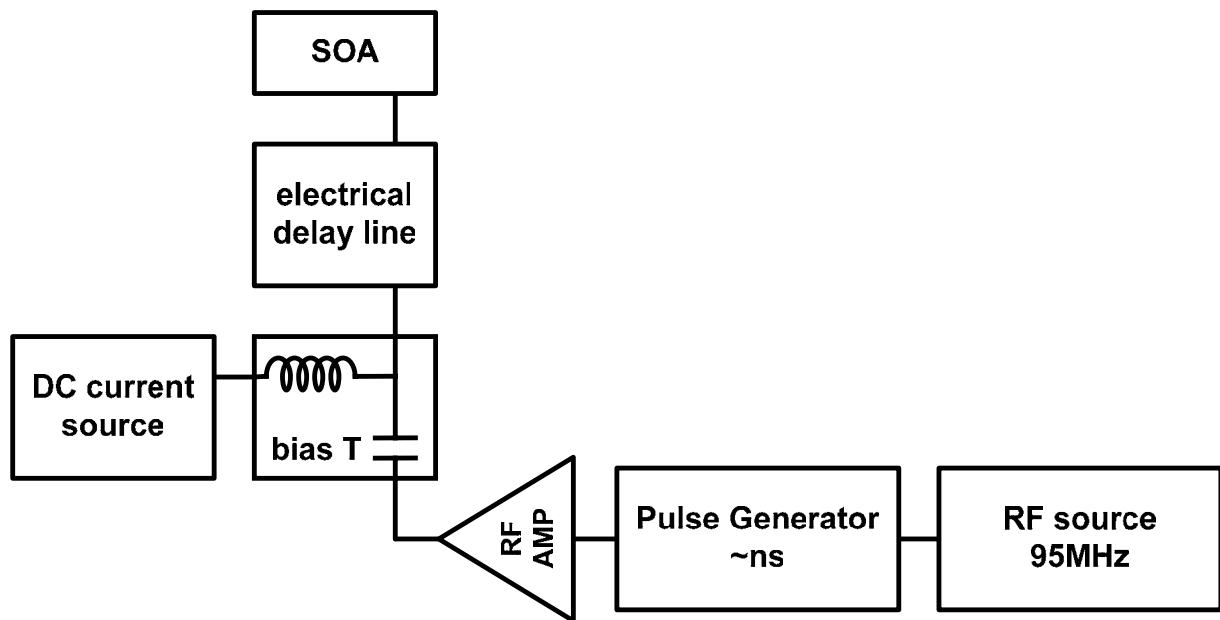 SOA
electrical
delay line
DC current
source
bias T
RF
AMP
Pulse Generator
~ns
RF source
95MHz